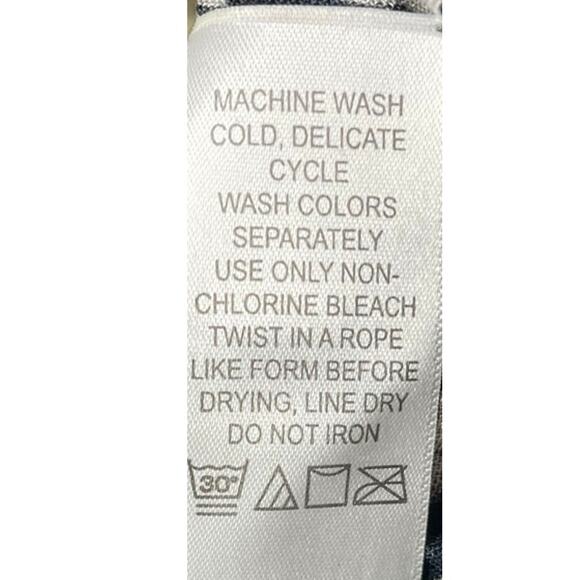 MACHINE WASH
COLD, DELICATE
CYCLE
WASH COLORS
SEPARATELY
USE ONLY NON-
CHLORINE BLEACH
TWIST IN A ROPE
LIKE FORM BEFORE
DRYING, LINE DRY
DO NOT IRON
30°